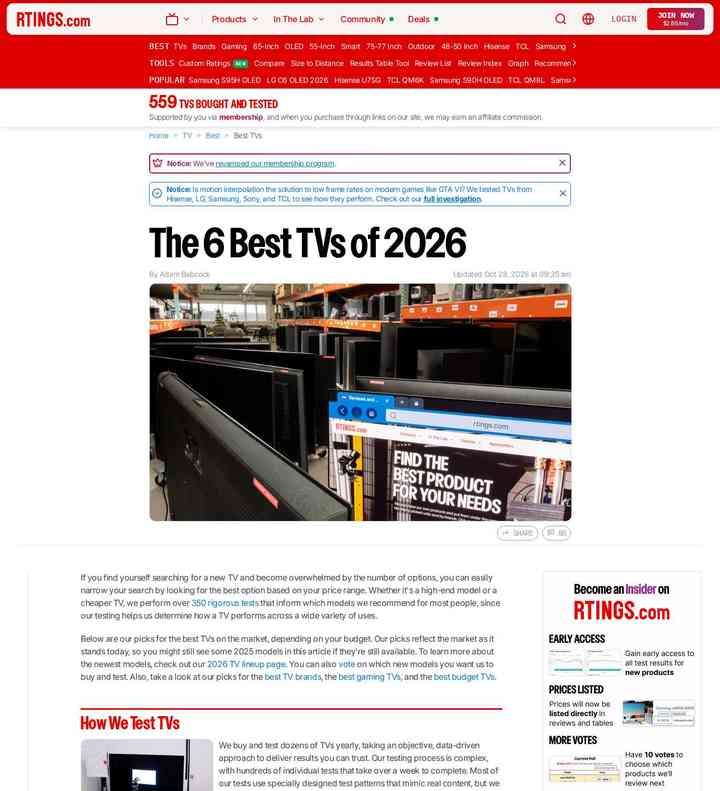 RTINGS.com
Products
In The Lab
Community
Deals
LOGIN
JOIN NOW
$2.85/mo
BEST TVs Brands Gaming 65-Inch OLED 55-Inch Smart 75-77 Inch Outdoor 48-50 Inch Hisense TCL Samsung
TOOLS Custom Ratings NEW Compare Size to Distance Results Table Tool Review List Review Index Graph Recommen
POPULAR Samsung S95H OLED LG C6 OLED 2026 Hisense U75G TCL QM6K Samsung S90H OLED TCL QM8L Sams
559 TVS BOUGHT AND TESTED
Supported by you via membership, and when you purchase through links on our site, we may earn an affiliate commission.
Home > TV > Best > Best TVs
Notice: We've revamped our membership program.
Notice: Is motion interpolation the solution to low frame rates on modern games like GTA VI? We tested TVs from
Hisense, LG, Samsung, Sony, and TCL to see how they perform. Check out our full investigation.
The 6 Best TVs of 2026
By Adam Babcock
Updated Oct 28, 2026 at 09:35 am
rtings.com
RTINGS.com
FIND THE
BEST PRODUCT
FOR YOUR NEEDS
SHARE
If you find yourself searching for a new TV and become overwhelmed by the number of options, you can easily
narrow your search by looking for the best option based on your price range. Whether it's a high-end model or a
cheaper TV, we perform over 350 rigorous tests that inform which models we recommend for most people, since
our testing helps us determine how a TV performs across a wide variety of uses.
Below are our picks for the best TVs on the market, depending on your budget. Our picks reflect the market as it
stands today, so you might still see some 2025 models in this article if they're still available. To learn more about
the newest models, check out our 2026 TV lineup page. You can also vote on which new models you want us to
buy and test. Also, take a look at our picks for the best TV brands, the best gaming TVs, and the best budget TVs.
How We Test TVs
We buy and test dozens of TVs yearly, taking an objective, data-driven
approach to deliver results you can trust. Our testing process is complex,
with hundreds of individual tests that take over a week to complete. Most of
our tests use specially designed test patterns that mimic real content, but we
Become an Insider on
RTINGS.com
EARLY ACCESS
Gain early access to
all test results for
new products
PRICES LISTED
Prices will now be
listed directly in
reviews and tables
MORE VOTES
Have 10 votes to
choose which
products we'll
review next